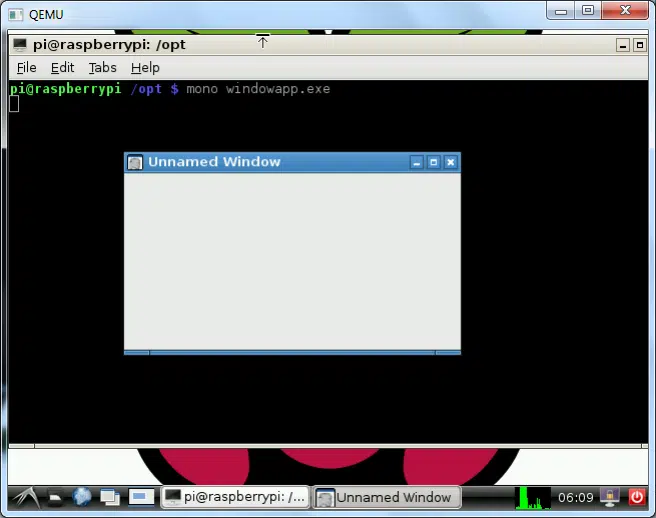 QEMU
pi@raspberrypi: /opt
File Edit Tabs Help
pi@raspberrypi /opt $ mono windowapp.exe
Unnamed Window
pi@raspberrypi: /...
Unnamed Window
06:09